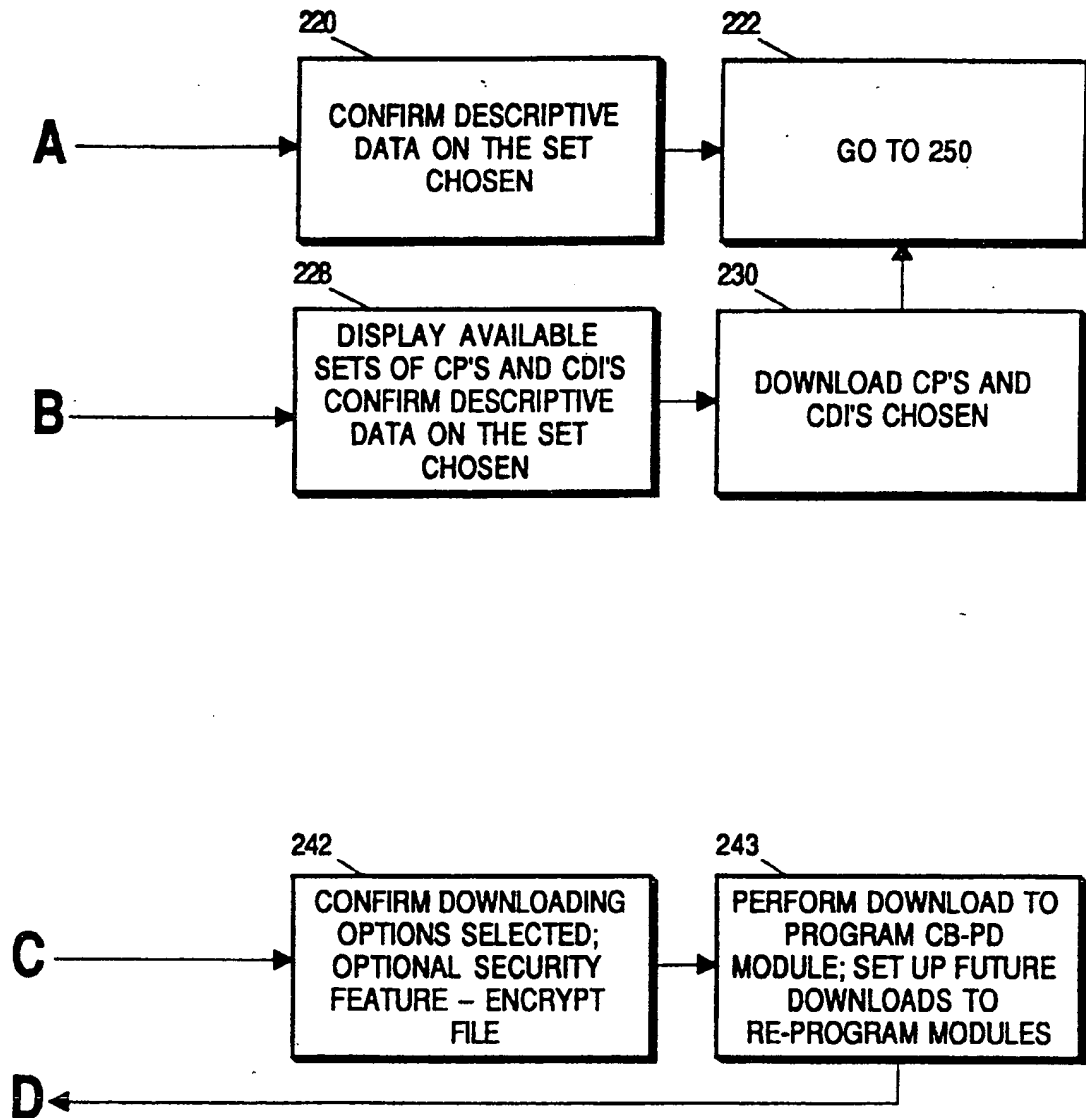 220
222
A
CONFIRM DESCRIPTIVE
DATA ON THE SET
CHOSEN
GO TO 250
228
230
B
DISPLAY AVAILABLE
SETS OF CP'S AND CDI'S
CONFIRM DESCRIPTIVE
DATA ON THE SET
CHOSEN
DOWNLOAD CP'S AND
CDI'S CHOSEN
242
243
C
CONFIRM DOWNLOADING
OPTIONS SELECTED;
OPTIONAL SECURITY
FEATURE – ENCRYPT
FILE
PERFORM DOWNLOAD TO
PROGRAM CB-PD
MODULE; SET UP FUTURE
DOWNLOADS TO
RE-PROGRAM MODULES
D